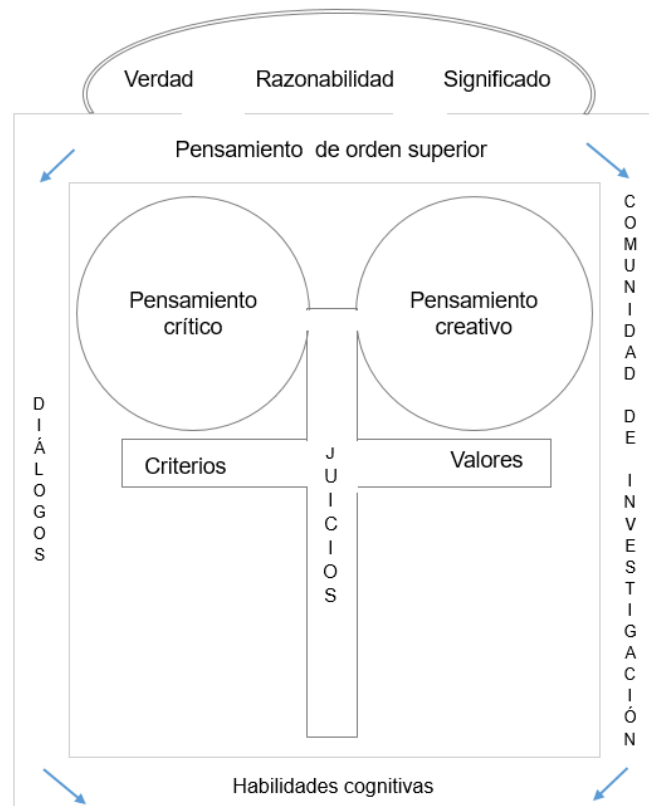 Verdad Razonabilidad Significado
Pensamiento de orden superior
Pensamiento
crítico
Pensamiento
creativo
DIÁLOGOS
Criterios
JUICIOS
Valores
COMUNIDAD DE INVESTIGACIÓN
Habilidades cognitivas